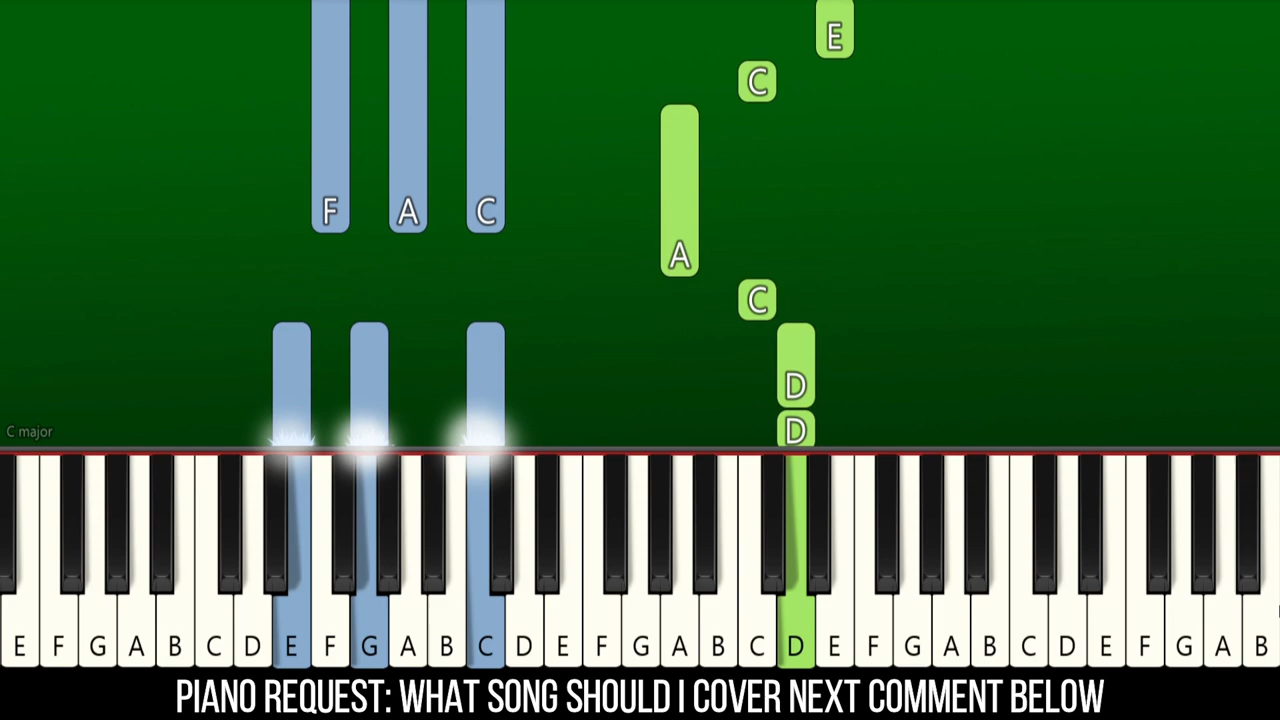 E
C
F A C
A
C
D
D
C major
E F G A B C D E F G A B C D E F G A B C D E F G A B C D E F G A B
PIANO REQUEST: WHAT SONG SHOULD I COVER NEXT COMMENT BELOW